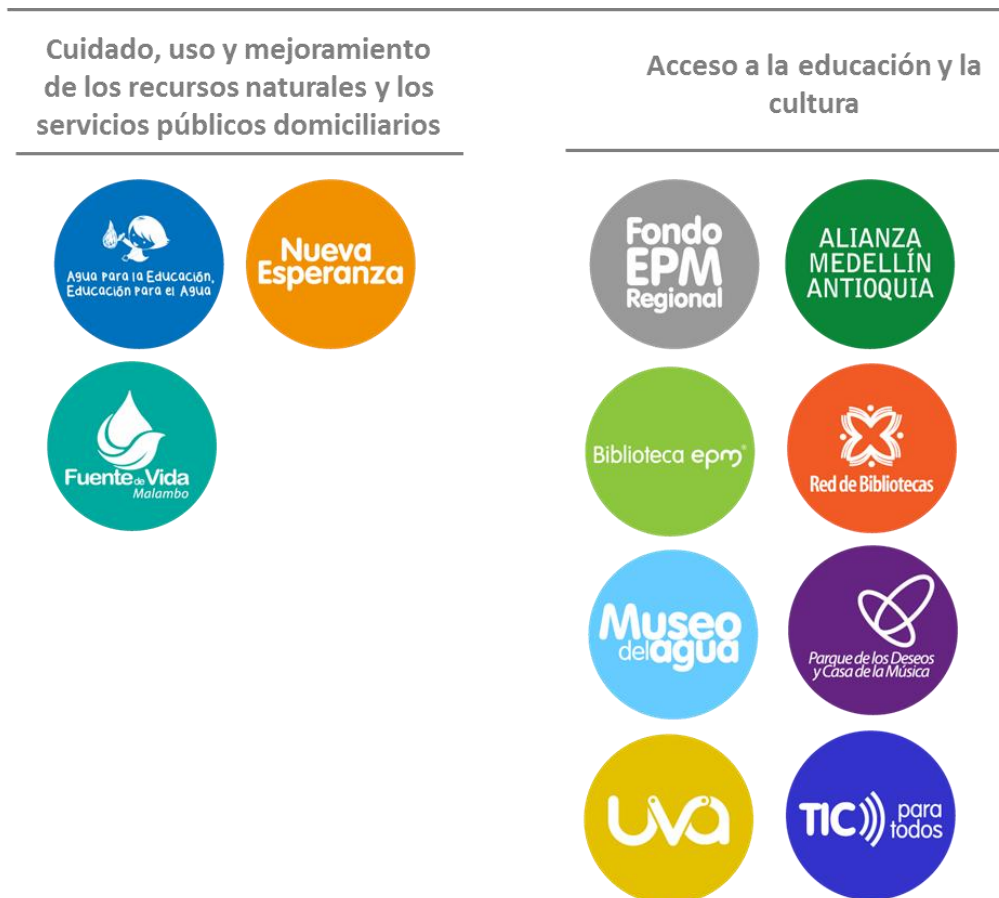 Cuidado, uso y mejoramiento
de los recursos naturales y los
servicios públicos domiciliarios
Agua para la Educación,
Educación para el Agua
Nueva
Esperanza
Fuente de Vida
Malambo
Acceso a la educación y la
cultura
Fondo
EPM
Regional
ALIANZA
MEDELLÍN
ANTIOQUIA
Biblioteca epm®
Red de Bibliotecas
Museo
del agua
Parque de los Deseos
y Casa de la Música
UVA
TIC para
todos